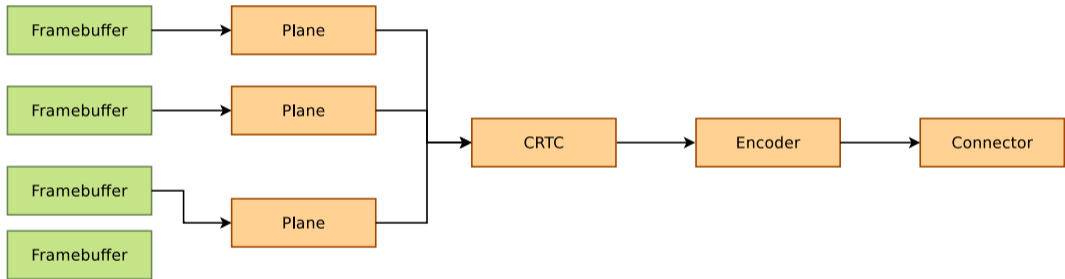 Framebuffer
Plane
Framebuffer
Plane
CRTC
Encoder
Connector
Framebuffer
Plane
Framebuffer